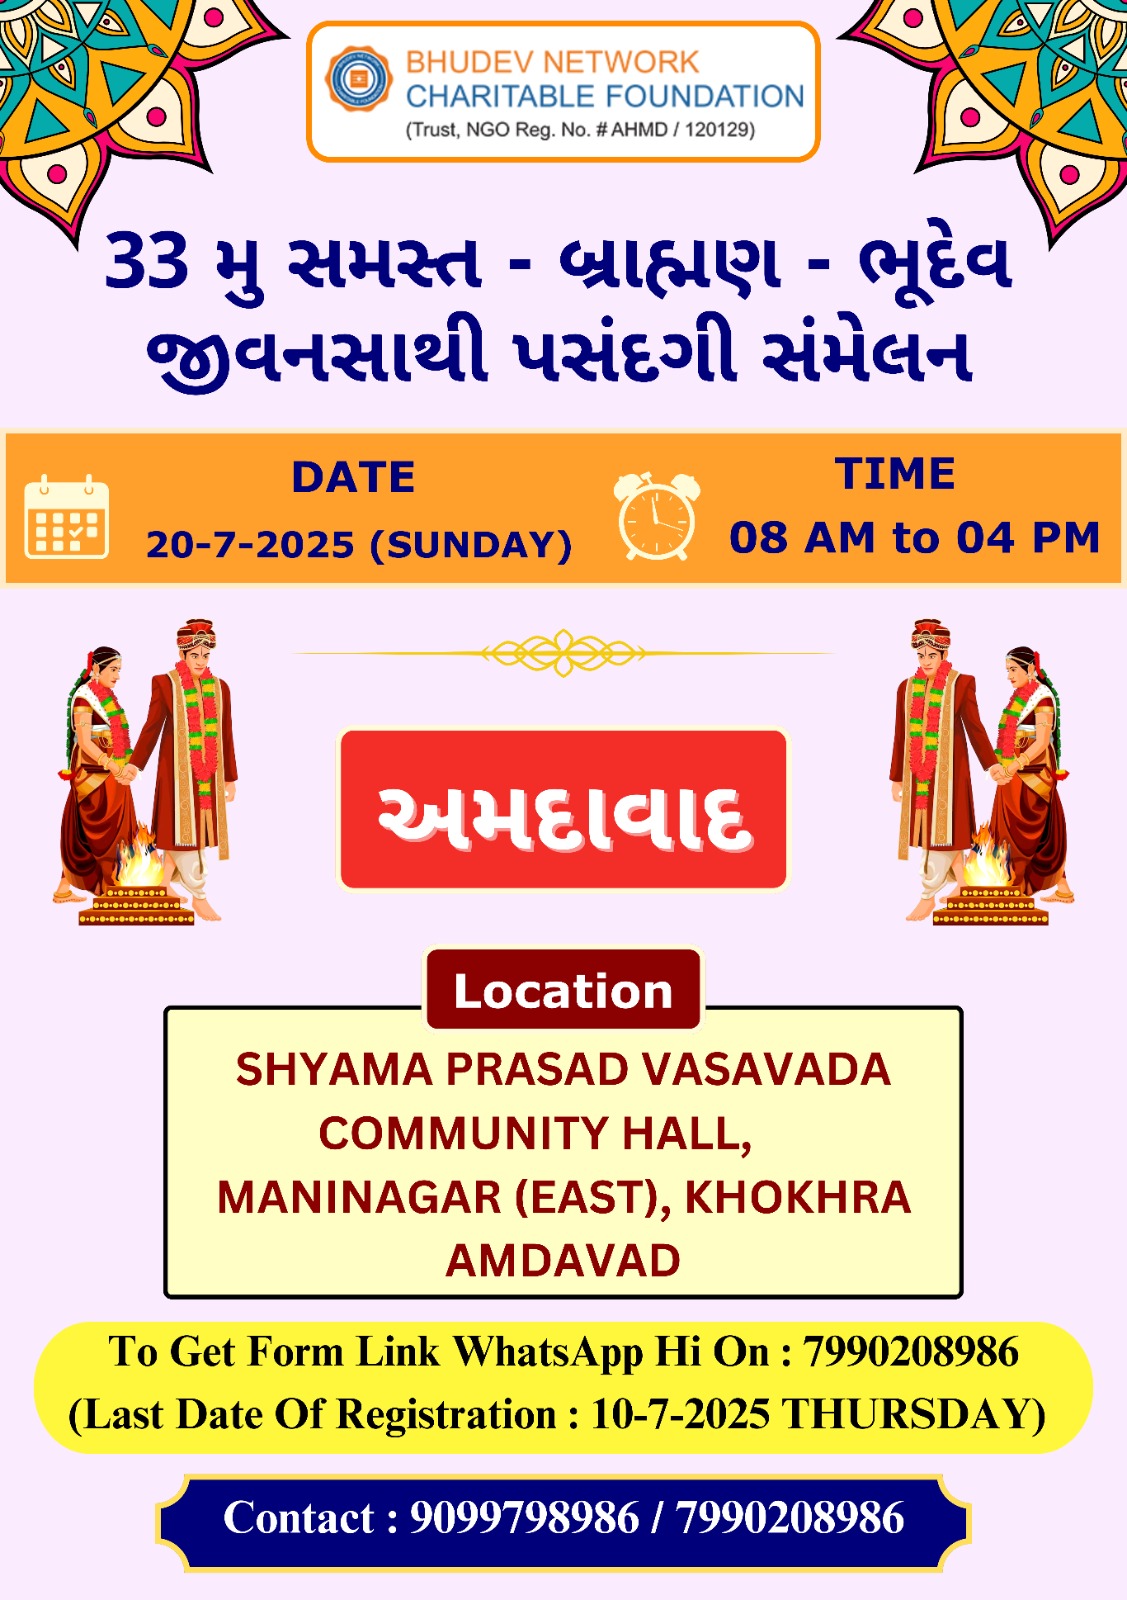 BHUDEV NETWORK
CHARITABLE FOUNDATION
(Trust, NGO Reg. No. # AHMD / 120129)
33 મુ સમસ્ત - બ્રાહ્મણ - ભૂદેવ
જીવનસાથી પસંદગી સંમેલન
DATE
20-7-2025 (SUNDAY)
TIME
08 AM to 04 PM
અમદાવાદ
Location
SHYAMA PRASAD VASAVADA
COMMUNITY HALL,
MANINAGAR (EAST), KHOKHRA
AMDAVAD
To Get Form Link WhatsApp Hi On : 7990208986
(Last Date Of Registration : 10-7-2025 THURSDAY)
Contact : 9099798986 / 7990208986